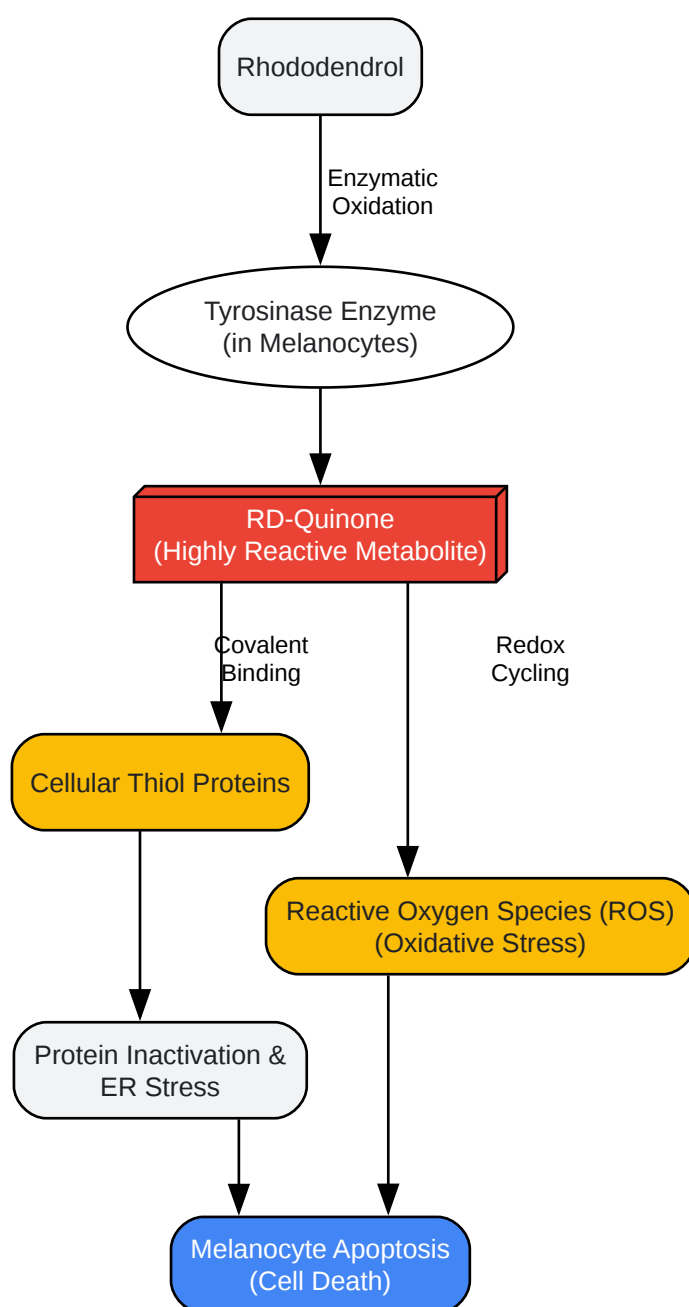 Rhododendrol
Enzymatic
Oxidation
Tyrosinase Enzyme
(in Melanocytes)
RD-Quinone
(Highly Reactive Metabolite)
Covalent
Binding
Redox
Cycling
Cellular Thiol Proteins
Reactive Oxygen Species (ROS)
(Oxidative Stress)
Protein Inactivation &
ER Stress
Melanocyte Apoptosis
(Cell Death)